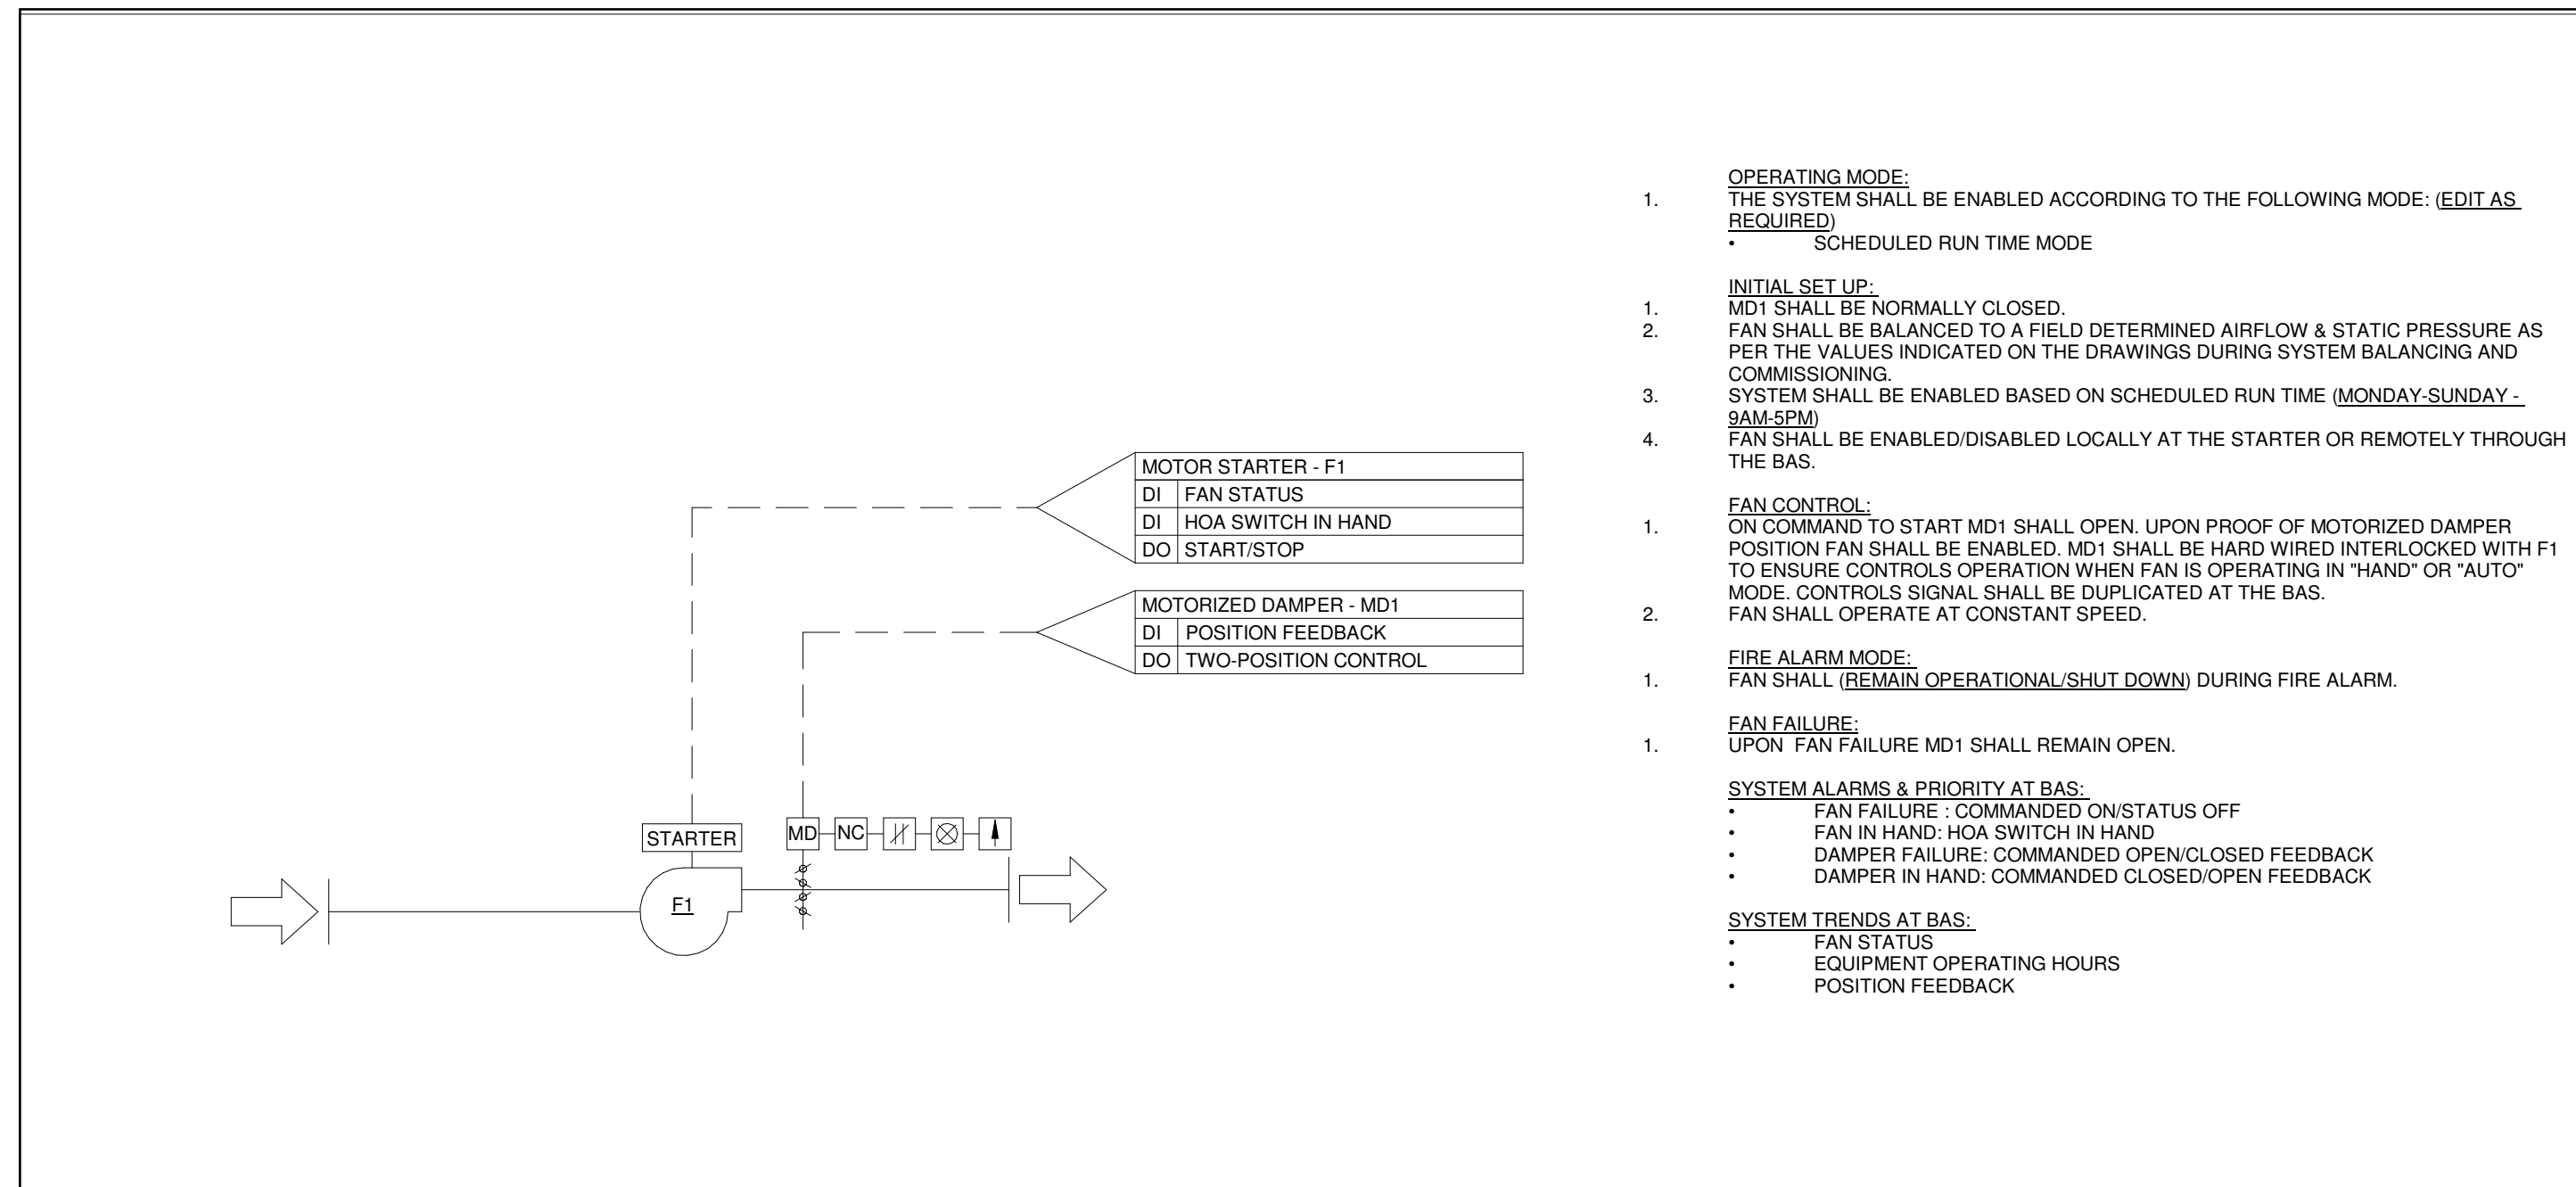 MOTOR STARTER - F1
DI FAN STATUS
DI HOA SWITCH IN HAND
DO START/STOP
MOTORIZED DAMPER - MD1
DI POSITION FEEDBACK
DO TWO-POSITION CONTROL
STARTER
MD NC
F1
OPERATING MODE:
1. THE SYSTEM SHALL BE ENABLED ACCORDING TO THE FOLLOWING MODE: (EDIT AS
REQUIRED)
• SCHEDULED RUN TIME MODE
INITIAL SET UP:
1. MD1 SHALL BE NORMALLY CLOSED.
2. FAN SHALL BE BALANCED TO A FIELD DETERMINED AIRFLOW & STATIC PRESSURE AS
PER THE VALUES INDICATED ON THE DRAWINGS DURING SYSTEM BALANCING AND
COMMISSIONING.
3. SYSTEM SHALL BE ENABLED BASED ON SCHEDULED RUN TIME (MONDAY-SUNDAY -
9AM-5PM)
4. FAN SHALL BE ENABLED/DISABLED LOCALLY AT THE STARTER OR REMOTELY THROUGH
THE BAS.
FAN CONTROL:
1. ON COMMAND TO START MD1 SHALL OPEN. UPON PROOF OF MOTORIZED DAMPER
POSITION FAN SHALL BE ENABLED. MD1 SHALL BE HARD WIRED INTERLOCKED WITH F1
TO ENSURE CONTROLS OPERATION WHEN FAN IS OPERATING IN "HAND" OR "AUTO"
MODE. CONTROLS SIGNAL SHALL BE DUPLICATED AT THE BAS.
2. FAN SHALL OPERATE AT CONSTANT SPEED.
FIRE ALARM MODE:
1. FAN SHALL (REMAIN OPERATIONAL/SHUT DOWN) DURING FIRE ALARM.
FAN FAILURE:
1. UPON FAN FAILURE MD1 SHALL REMAIN OPEN.
SYSTEM ALARMS & PRIORITY AT BAS:
• FAN FAILURE : COMMANDED ON/STATUS OFF
• FAN IN HAND: HOA SWITCH IN HAND
• DAMPER FAILURE: COMMANDED OPEN/CLOSED FEEDBACK
• DAMPER IN HAND: COMMANDED CLOSED/OPEN FEEDBACK
SYSTEM TRENDS AT BAS:
• FAN STATUS
• EQUIPMENT OPERATING HOURS
• POSITION FEEDBACK